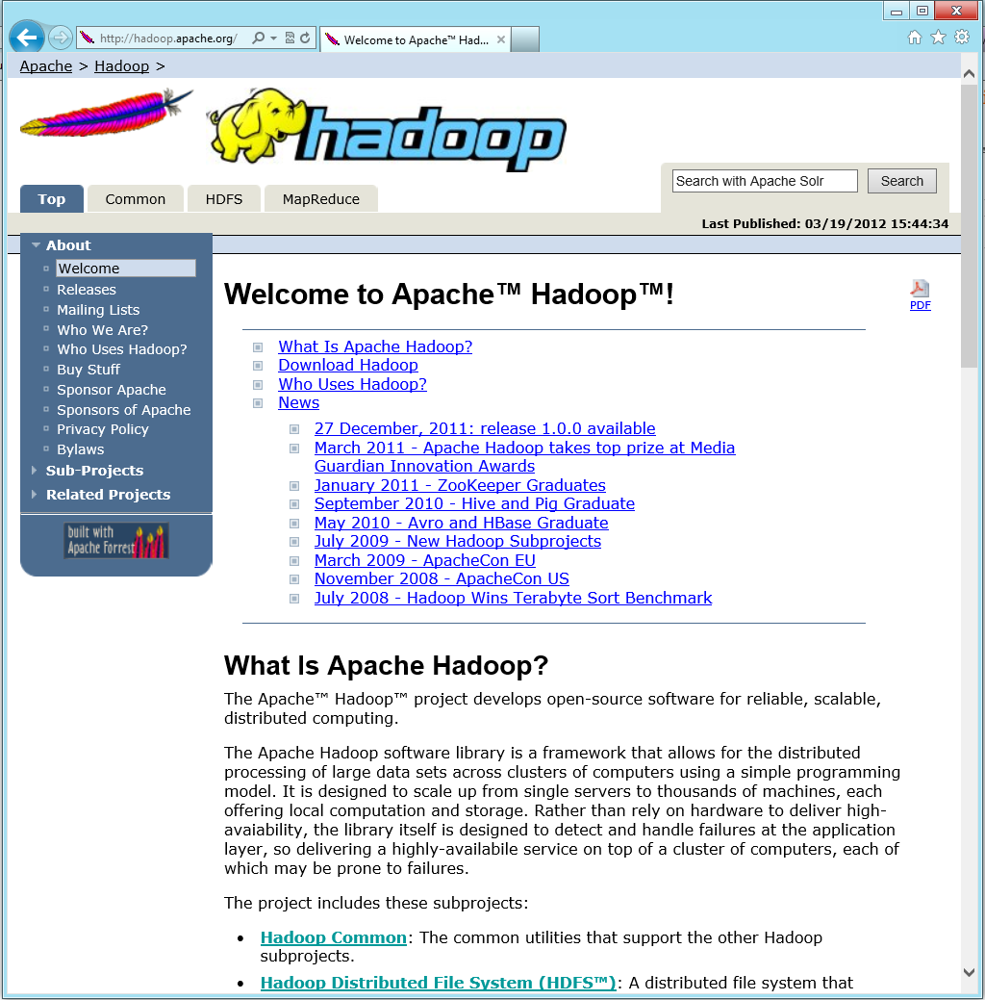 http://hadoop.apache.org/
Welcome to Apache™ Had...
Apache > Hadoop >
hadoop
Search with Apache Solr
Search
Top
Common
HDFS
MapReduce
Last Published: 03/19/2012 15:44:34
About
Welcome
Releases
Mailing Lists
Who We Are?
Who Uses Hadoop?
Buy Stuff
Sponsor Apache
Sponsors of Apache
Privacy Policy
Bylaws
Sub-Projects
Related Projects
built with
Apache Forrest
Welcome to Apache™ Hadoop™!
PDF
What Is Apache Hadoop?
Download Hadoop
Who Uses Hadoop?
News
27 December, 2011: release 1.0.0 available
March 2011 - Apache Hadoop takes top prize at Media
Guardian Innovation Awards
January 2011 - ZooKeeper Graduates
September 2010 - Hive and Pig Graduate
May 2010 - Avro and HBase Graduate
July 2009 - New Hadoop Subprojects
March 2009 - ApacheCon EU
November 2008 - ApacheCon US
July 2008 - Hadoop Wins Terabyte Sort Benchmark
What Is Apache Hadoop?
The Apache™ Hadoop™ project develops open-source software for reliable, scalable,
distributed computing.
The Apache Hadoop software library is a framework that allows for the distributed
processing of large data sets across clusters of computers using a simple programming
model. It is designed to scale up from single servers to thousands of machines, each
offering local computation and storage. Rather than rely on hardware to deliver high-
avaiability, the library itself is designed to detect and handle failures at the application
layer, so delivering a highly-availabile service on top of a cluster of computers, each of
which may be prone to failures.
The project includes these subprojects:
Hadoop Common: The common utilities that support the other Hadoop
subprojects.
Hadoop Distributed File System (HDFS™): A distributed file system that